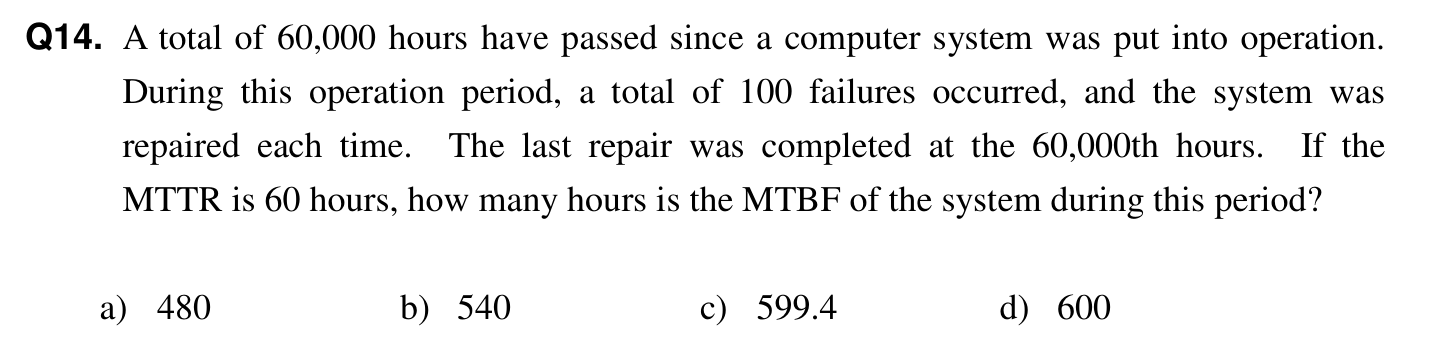 Q14. A total of 60,000 hours have passed since a computer system was put into operation.
During this operation period, a total of 100 failures occurred, and the system was
repaired each time. The last repair was completed at the 60,000th hours. If the
MTTR is 60 hours, how many hours is the MTBF of the system during this period?
a) 480 b) 540 c) 599.4 d) 600